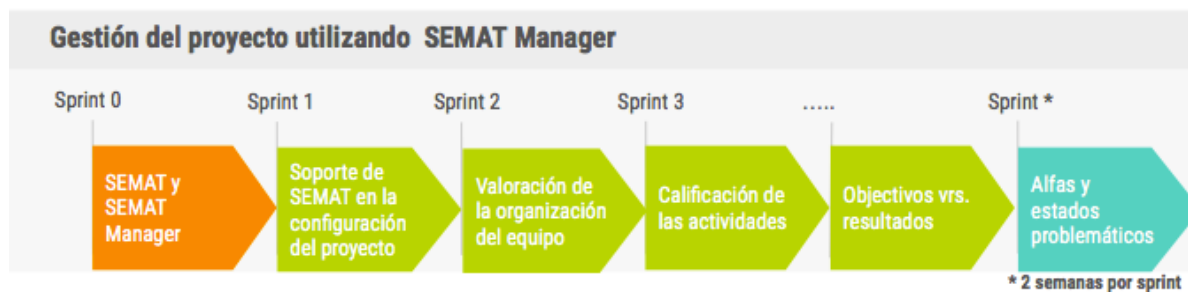 Gestión del proyecto utilizando SEMAT Manager
Sprint 0
Sprint 1
Sprint 2
Sprint 3
.....
Sprint *
SEMAT y
SEMAT
Manager
Soporte de
SEMAT en la
configuración
del proyecto
Valoración de
la organización
del equipo
Calificación de
las actividades
Objectivos vrs.
resultados
Alfas y
estados
problemáticos
* 2 semanas por sprint